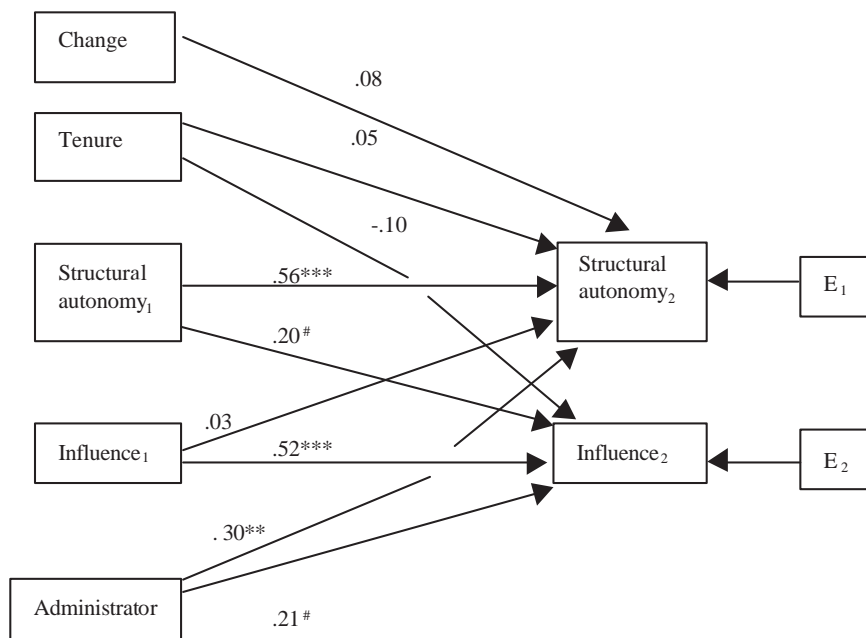 Change
.08
Tenure
.05
-.10
Structural
autonomy₁
.56***
Structural
autonomy₂
E₁
.20#
.03
Influence₁
.52***
Influence₂
E₂
. 30**
Administrator
.21#